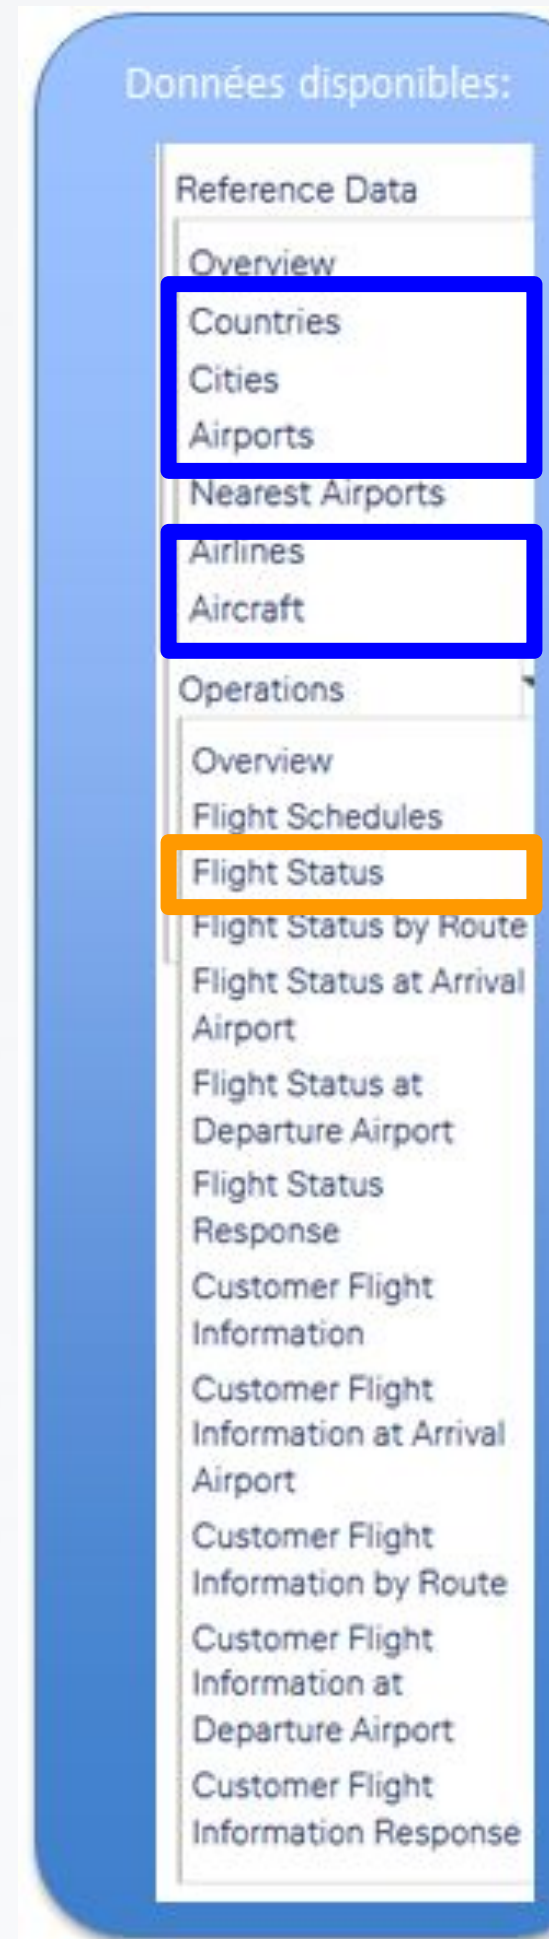 Données disponibles:
Reference Data
Overview
Countries
Cities
Airports
Nearest Airports
Airlines
Aircraft
Operations
Overview
Flight Schedules
Flight Status
Flight Status by Route
Flight Status at Arrival
Airport
Flight Status at
Departure Airport
Flight Status
Response
Customer Flight
Information
Customer Flight
Information at Arrival
Airport
Customer Flight
Information by Route
Customer Flight
Information at
Departure Airport
Customer Flight
Information Response